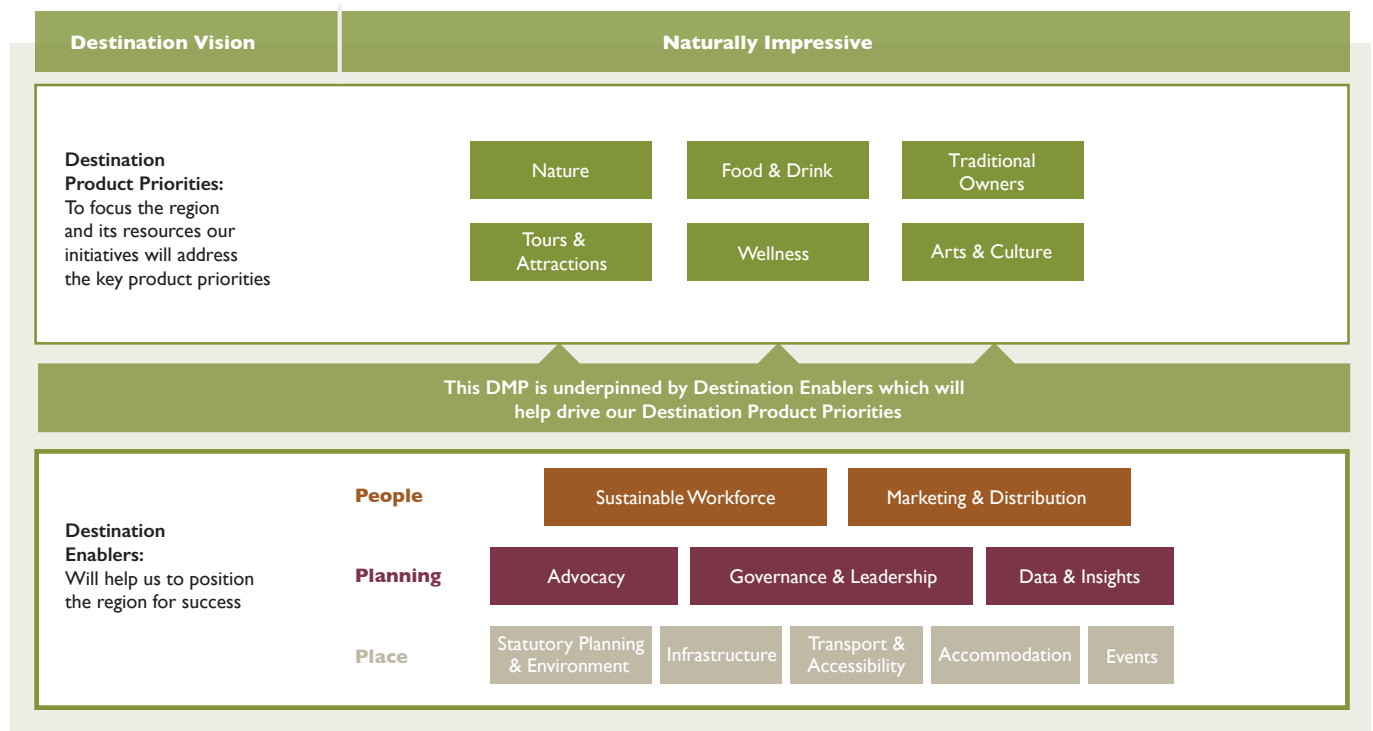 Destination Vision
Naturally Impressive
Destination
Product Priorities:
To focus the region
and its resources our
initiatives will address
the key product priorities
Nature
Food & Drink
Traditional
Owners
Tours &
Attractions
Wellness
Arts & Culture
This DMP is underpinned by Destination Enablers which will
help drive our Destination Product Priorities
Destination
Enablers:
Will help us to position
the region for success
People
Sustainable Workforce
Marketing & Distribution
Planning
Advocacy
Governance & Leadership
Data & Insights
Place
Statutory Planning
& Environment
Infrastructure
Transport &
Accessibility
Accommodation
Events